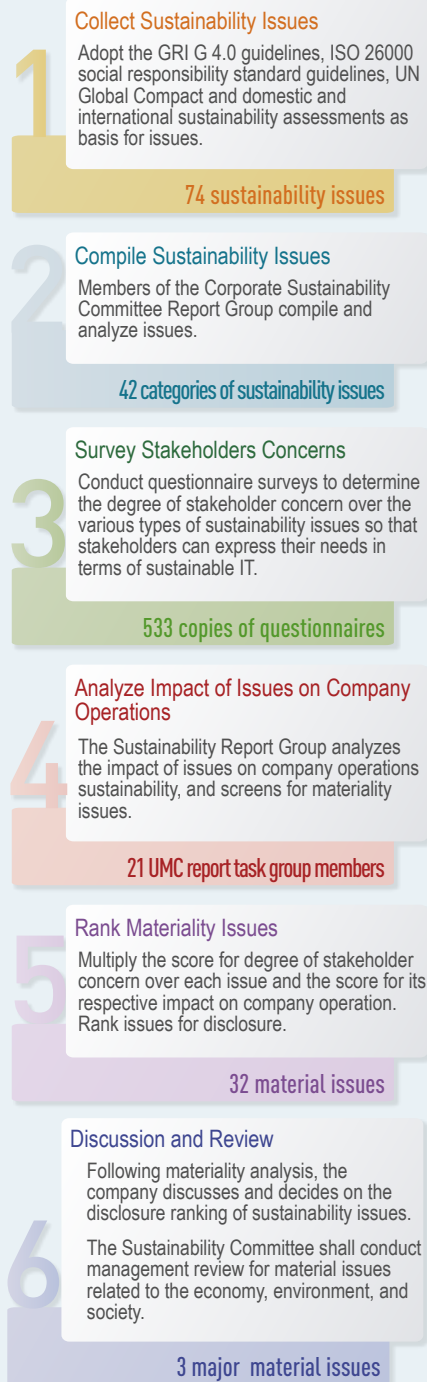 1
Collect Sustainability Issues
Adopt the GRI G 4.0 guidelines, ISO 26000
social responsibility standard guidelines, UN
Global Compact and domestic and
international sustainability assessments as
basis for issues.
74 sustainability issues
2
Compile Sustainability Issues
Members of the Corporate Sustainability
Committee Report Group compile and
analyze issues.
42 categories of sustainability issues
3
Survey Stakeholders Concerns
Conduct questionnaire surveys to determine
the degree of stakeholder concern over the
various types of sustainability issues so that
stakeholders can express their needs in
terms of sustainable IT.
533 copies of questionnaires
4
Analyze Impact of Issues on Company
Operations
The Sustainability Report Group analyzes
the impact of issues on company operations
sustainability, and screens for materiality
issues.
21 UMC report task group members
5
Rank Materiality Issues
Multiply the score for degree of stakeholder
concern over each issue and the score for its
respective impact on company operation.
Rank issues for disclosure.
32 material issues
6
Discussion and Review
Following materiality analysis, the
company discusses and decides on the
disclosure ranking of sustainability issues.
The Sustainability Committee shall conduct
management review for material issues
related to the economy, environment, and
society.
3 major material issues